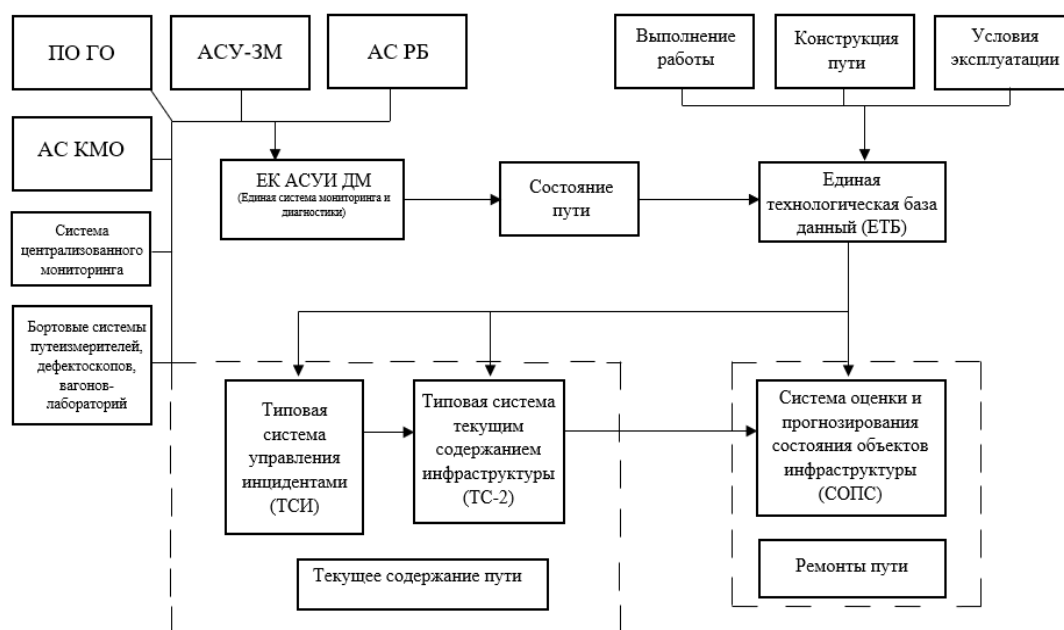 ПО ГО
АСУ-ЗМ
АС РБ
Выполнение
работы
Конструкция
пути
Условия
эксплуатации
АС КМО
ЕК АСУИ ДМ
(Единая система мониторинга и
диагностики)
Состояние
пути
Единая
технологическая база
данный (ЕТБ)
Система
централизованного
мониторинга
Бортовые системы
путеизмерителей,
дефектоскопов,
вагонов-
лабораторий
Типовая
система
управления
инцидентами
(ТСИ)
Типовая система
текущим
содержанием
инфраструктуры
(ТС-2)
Система оценки и
прогнозирования
состояния объектов
инфраструктуры
(СОПС)
Текущее содержание пути
Ремонты пути